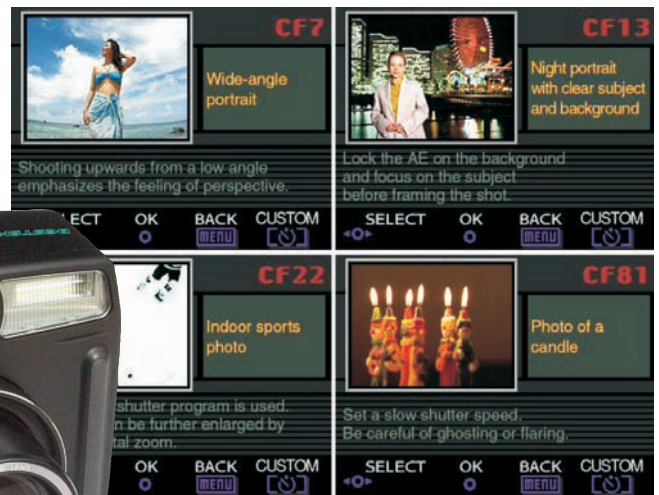 CF7
Wide-angle
portrait
Shooting upwards from a low angle
emphasizes the feeling of perspective.
LECT OK BACK CUSTOM
MENU
CF13
Night portrait
with clear subject
and background
Lock the AE on the background
and focus on the subject
before framing the shot.
SELECT OK BACK CUSTOM
MENU
CF22
Indoor sports
photo
shutter program is used.
n be further enlarged by
tal zoom.
OK BACK CUSTOM
MENU
CF81
Photo of a
candle
Set a slow shutter speed.
Be careful of ghosting or flaring.
SELECT OK BACK CUSTOM
MENU